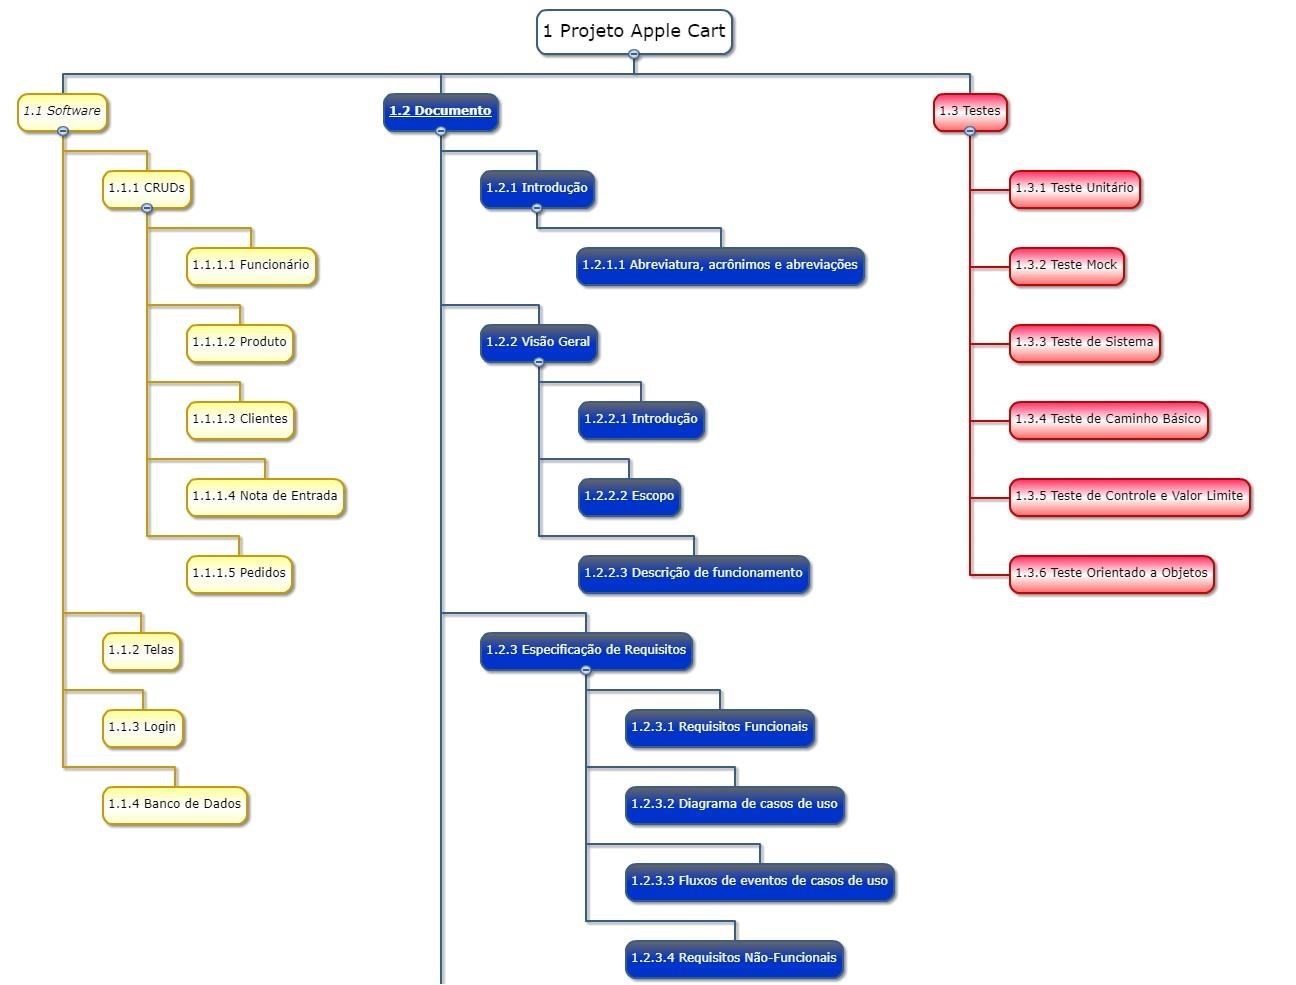 1 Projeto Apple Cart
1.1 Software
1.1.1 CRUDs
1.1.1.1 Funcionário
1.1.1.2 Produto
1.1.1.3 Clientes
1.1.1.4 Nota de Entrada
1.1.1.5 Pedidos
1.1.2 Telas
1.1.3 Login
1.1.4 Banco de Dados
1.2 Documento
1.2.1 Introdução
1.2.1.1 Abreviatura, acrônimos e abreviações
1.2.2 Visão Geral
1.2.2.1 Introdução
1.2.2.2 Escopo
1.2.2.3 Descrição de funcionamento
1.2.3 Especificação de Requisitos
1.2.3.1 Requisitos Funcionais
1.2.3.2 Diagrama de casos de uso
1.2.3.3 Fluxos de eventos de casos de uso
1.2.3.4 Requisitos Não-Funcionais
1.3 Testes
1.3.1 Teste Unitário
1.3.2 Teste Mock
1.3.3 Teste de Sistema
1.3.4 Teste de Caminho Básico
1.3.5 Teste de Controle e Valor Limite
1.3.6 Teste Orientado a Objetos